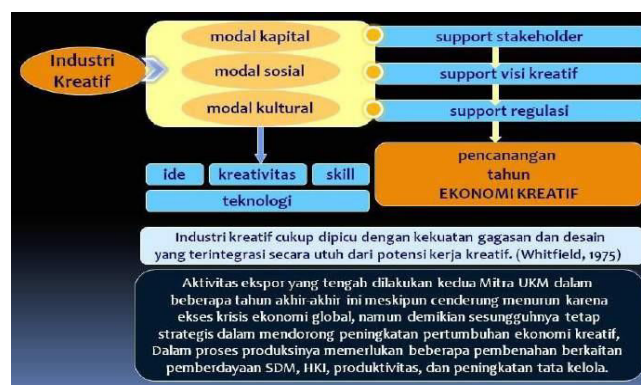 Industri
Kreatif
modal kapital
modal sosial
modal kultural
support stakeholder
support visi kreatif
support regulasi
ide
kreativitas
skill
teknologi
pencanangan
tahun
EKONOMI KREATIF
Industri kreatif cukup dipicu dengan kekuatan gagasan dan desain
yang terintegrasi secara utuh dari potensi kerja kreatif. (Whitfield, 1975)
Aktivitas ekspor yang tengah dilakukan kedua Mitra UKM dalam
beberapa tahun akhir-akhir ini meskipun cenderung menurun karena
ekses krisis ekonomi global, namun demikian sesungguhnya tetap
strategis dalam mendorong peningkatan pertumbuhan ekonomi kreatif,
Dalam proses produksinya memerlukan beberapa pembenahan berkaitan
pemberdayaan SDM, HKI, produktivitas, dan peningkatan tata kelola.